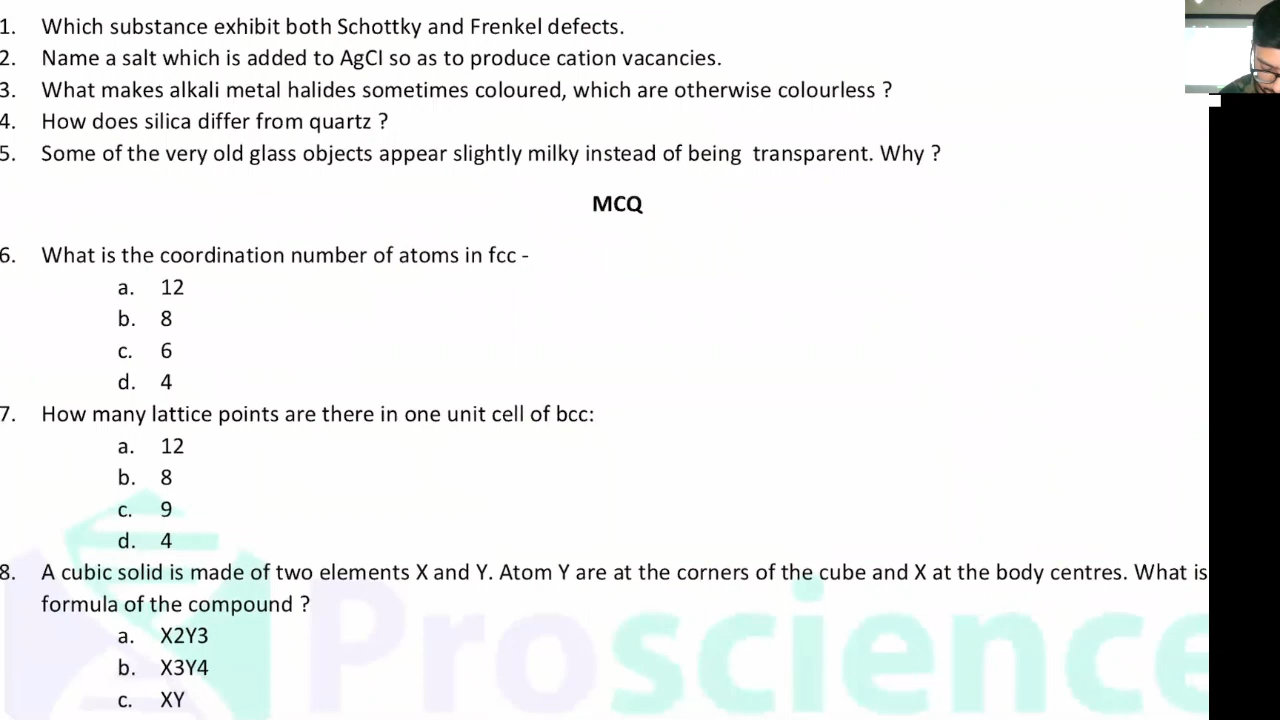 1. Which substance exhibit both Schottky and Frenkel defects.
2. Name a salt which is added to AgCl so as to produce cation vacancies.
3. What makes alkali metal halides sometimes coloured, which are otherwise colourless ?
4. How does silica differ from quartz ?
5. Some of the very old glass objects appear slightly milky instead of being transparent. Why ?
MCQ
6. What is the coordination number of atoms in fcc -
a. 12
b. 8
c. 6
d. 4
7. How many lattice points are there in one unit cell of bcc:
a. 12
b. 8
c. 9
d. 4
8. A cubic solid is made of two elements X and Y. Atom Y are at the corners of the cube and X at the body centres. What is
formula of the compound ?
a. X2Y3
b. X3Y4
c. XY
Proscience